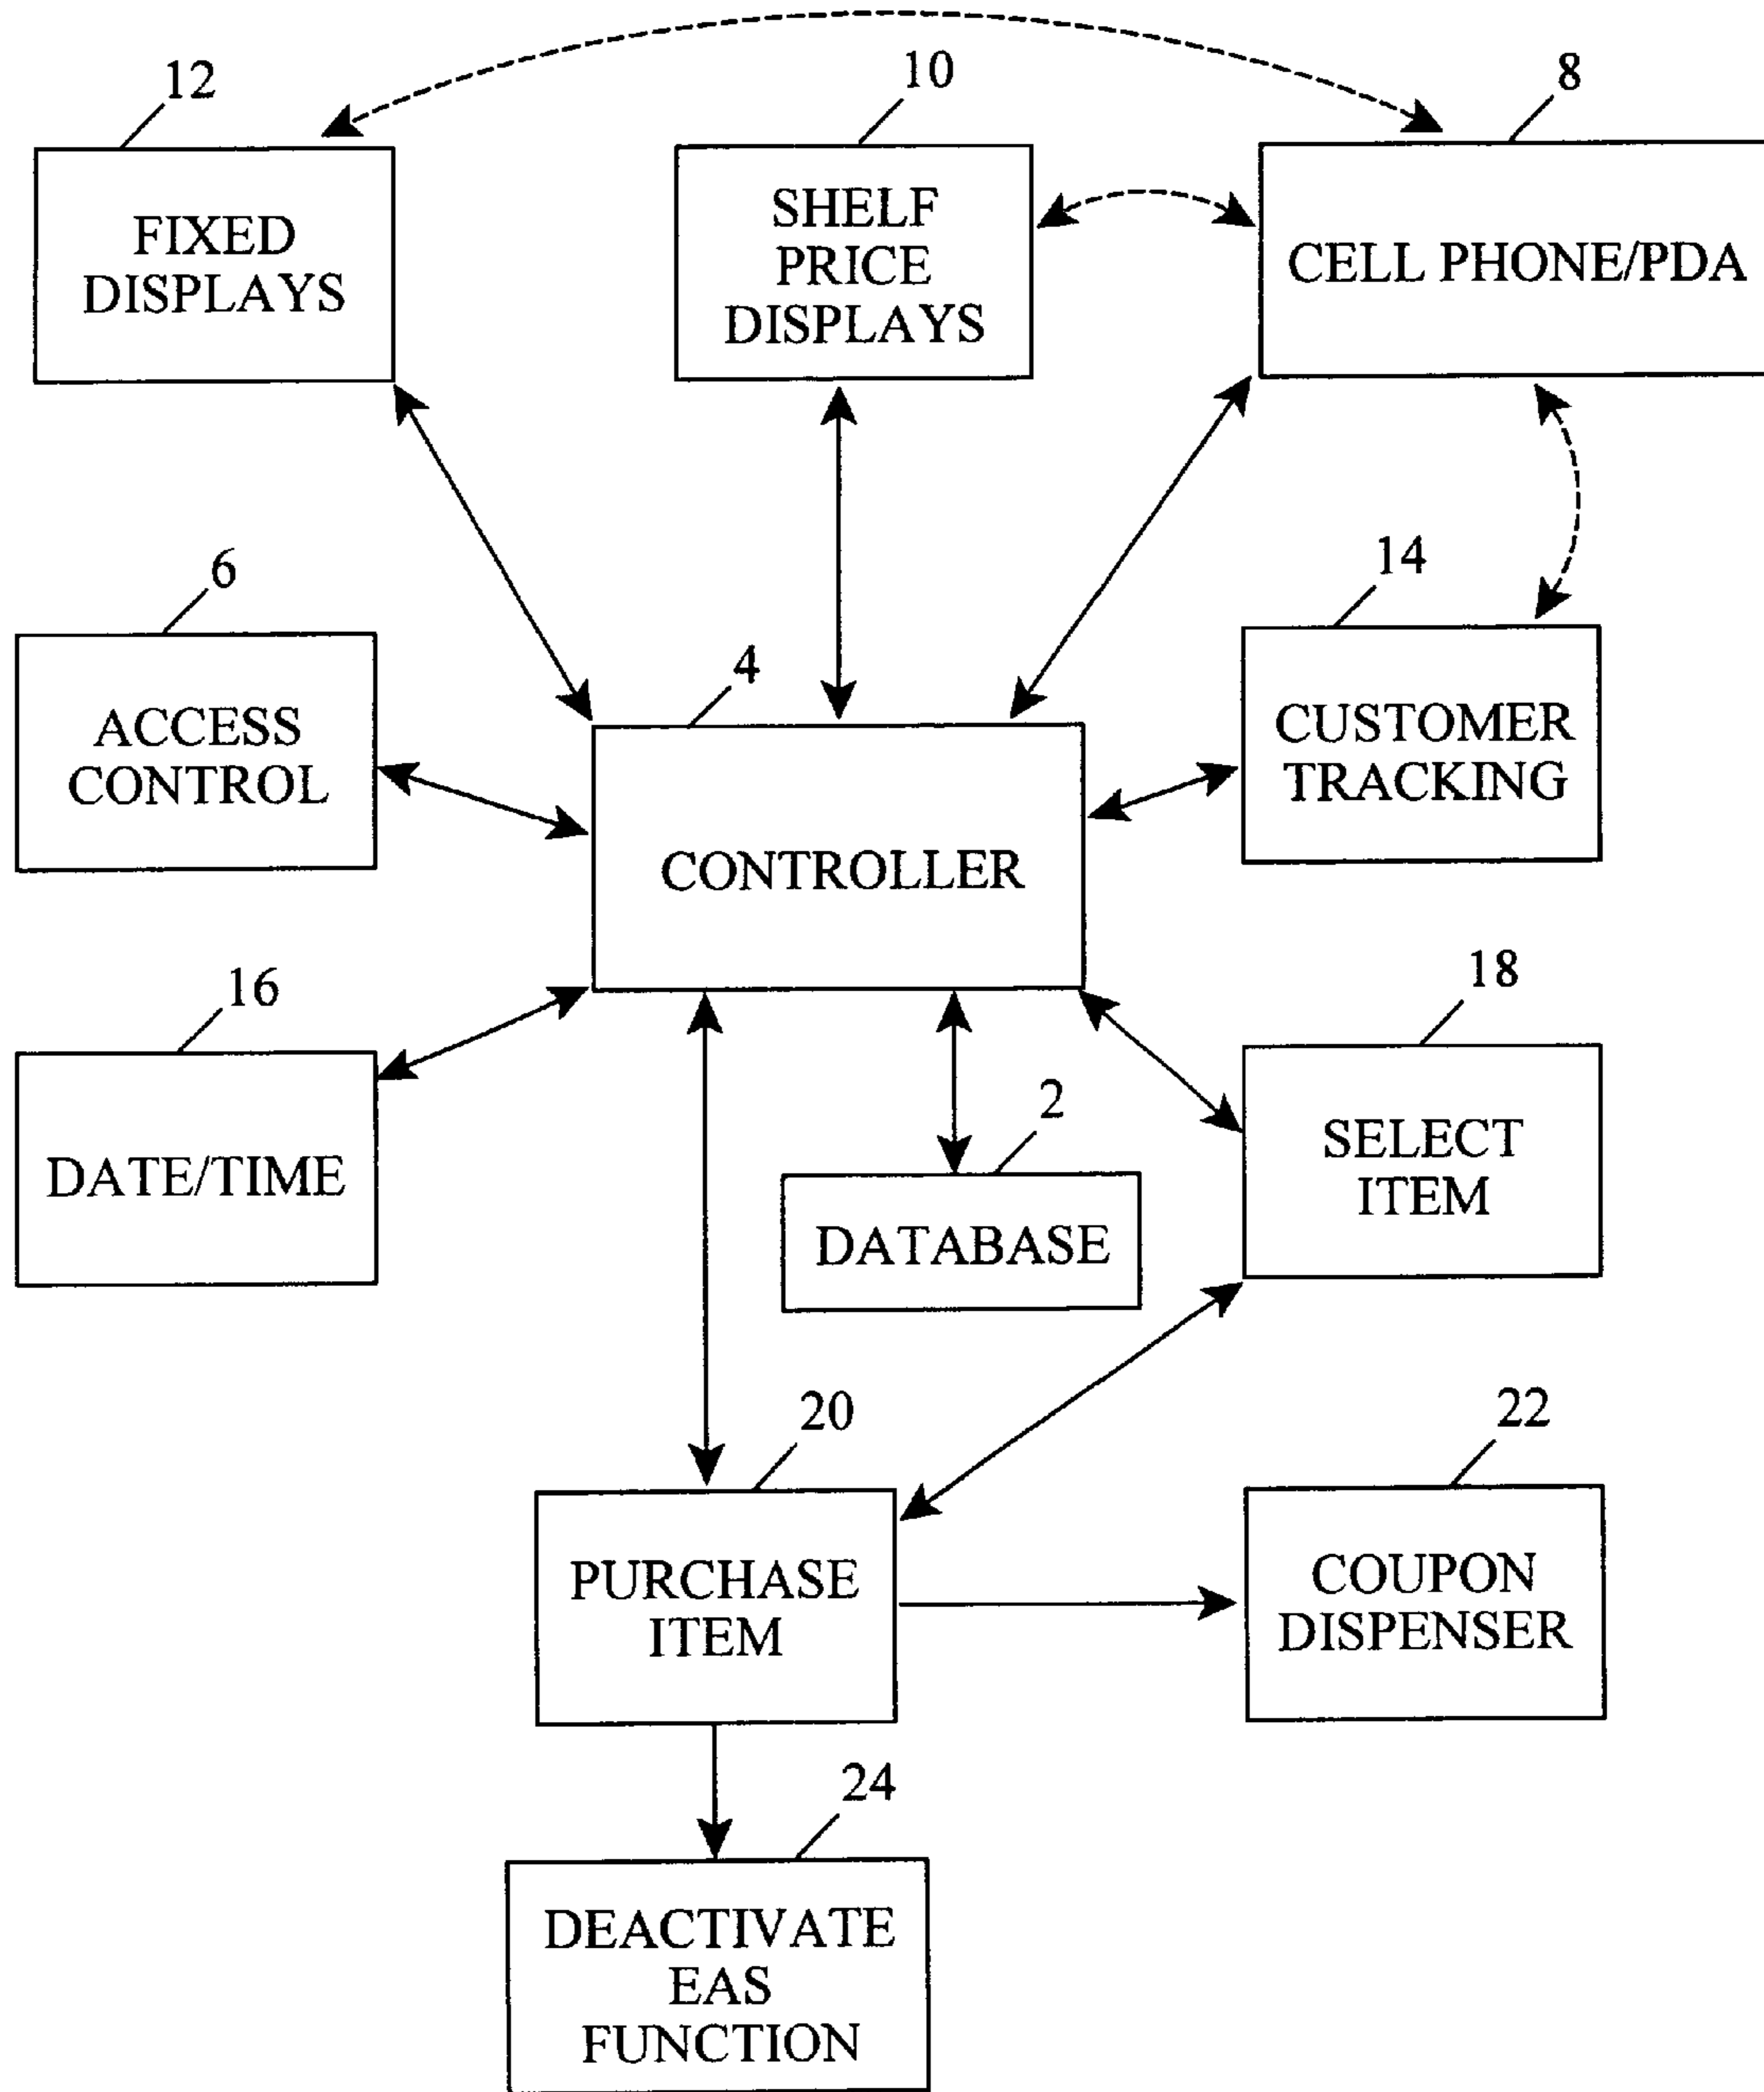 12
10
8
FIXED
DISPLAYS
SHELF
PRICE
DISPLAYS
CELL PHONE/PDA
6
4
14
ACCESS
CONTROL
CONTROLLER
CUSTOMER
TRACKING
16
18
DATE/TIME
2
DATABASE
SELECT
ITEM
20
22
PURCHASE
ITEM
COUPON
DISPENSER
24
DEACTIVATE
EAS
FUNCTION